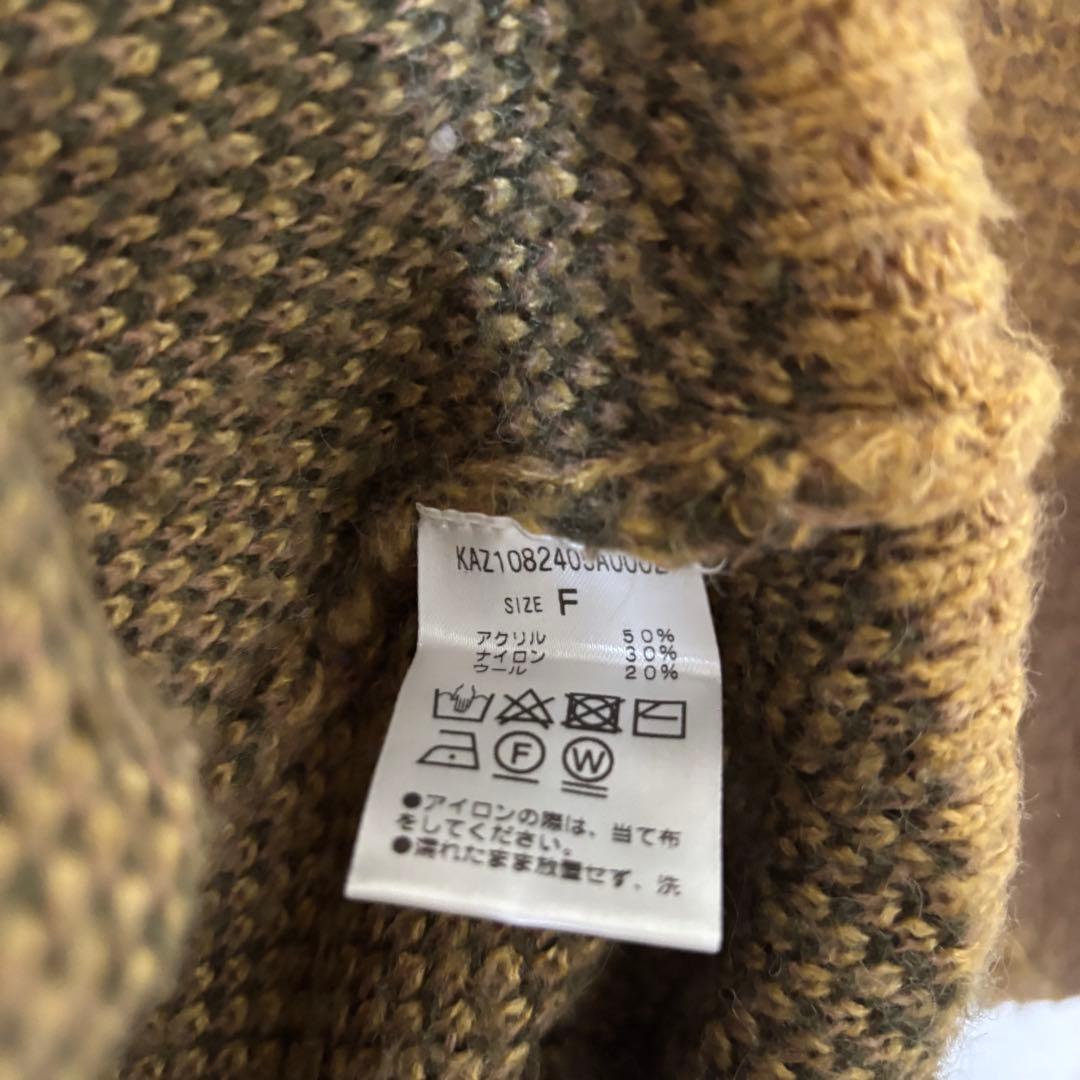 SIZE F
アクリル 50%
ナイロン 30%
ウール 20%
F W
●アイロンの際は、当て布
をしてください。
●濡れたまま放置せず、洗